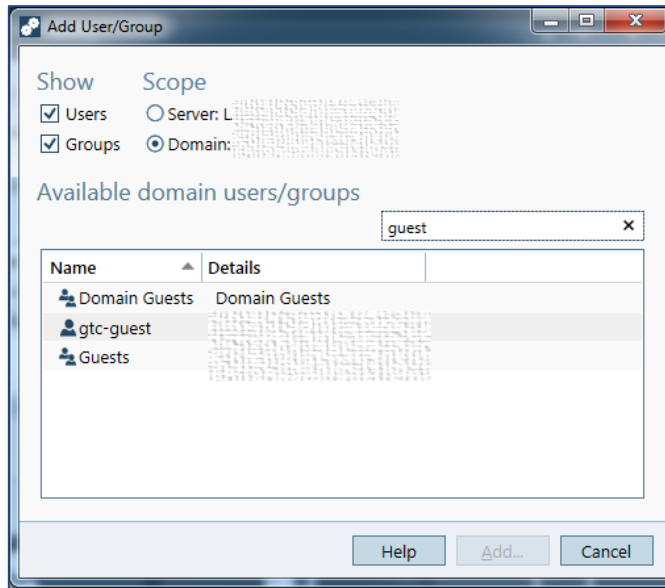 Add User/Group
Show Scope
Users Server: L
Groups Domain:
Available domain users/groups
guest
Name Details
Domain Guests Domain Guests
gtc-guest
Guests
Help Add... Cancel